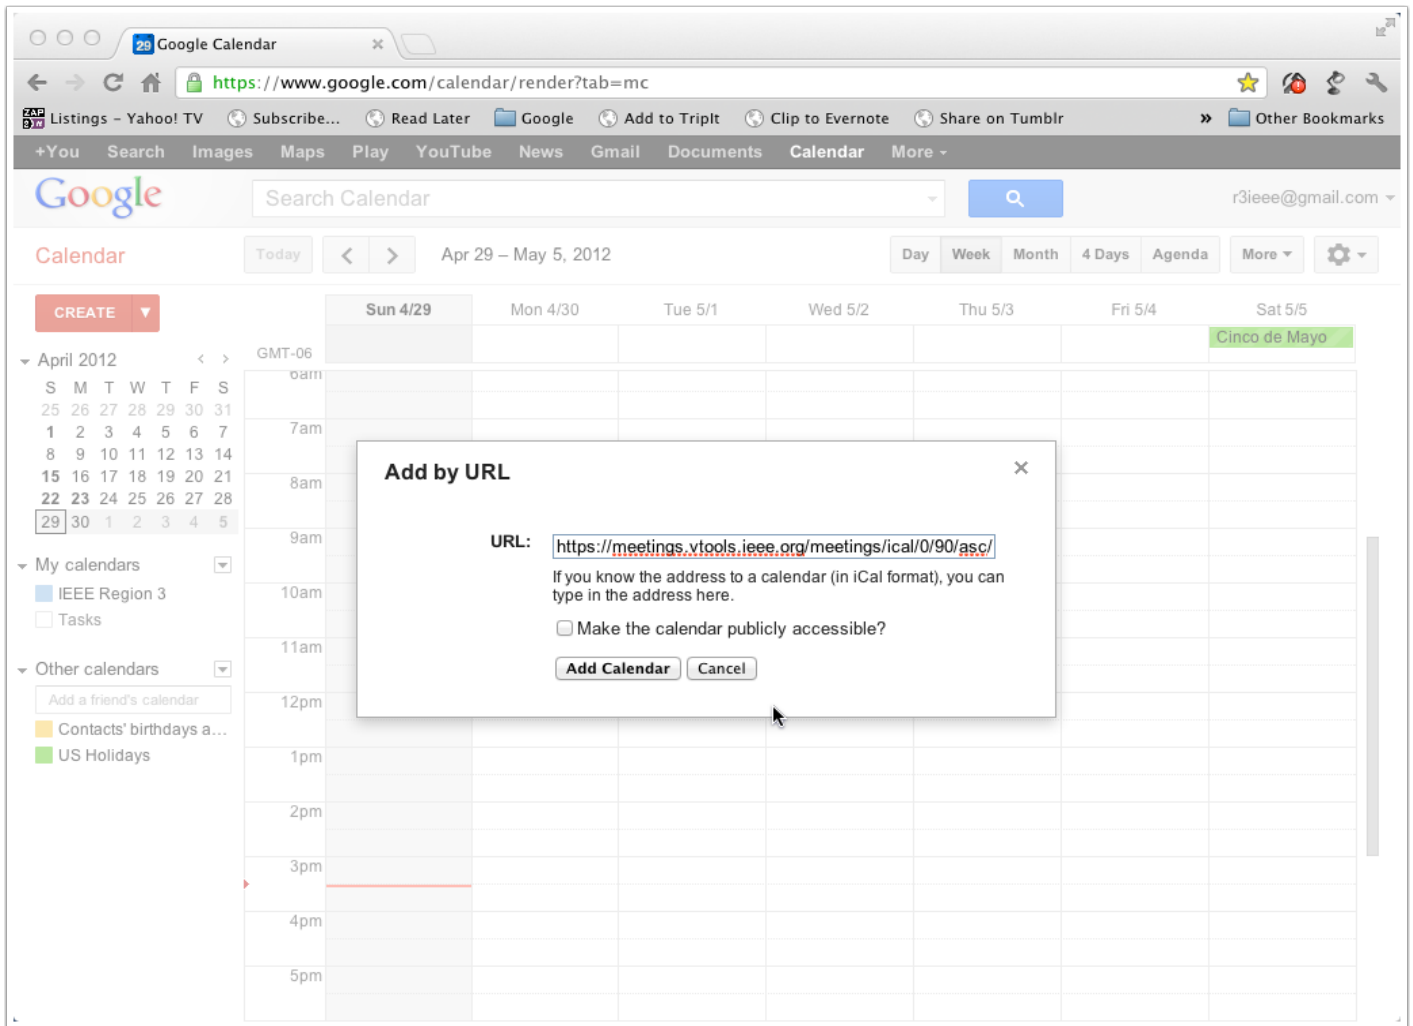 29 Google Calendar
https://www.google.com/calendar/render?tab=mc
ZAP 2it Listings – Yahoo! TV Subscribe... Read Later Google Add to TripIt Clip to Evernote Share on Tumblr » Other Bookmarks
+You Search Images Maps Play YouTube News Gmail Documents Calendar More
Google Search Calendar r3ieee@gmail.com
Calendar Today Apr 29 – May 5, 2012 Day Week Month 4 Days Agenda More
CREATE
Sun 4/29 Mon 4/30 Tue 5/1 Wed 5/2 Thu 5/3 Fri 5/4 Sat 5/5
Cinco de Mayo
GMT-06
April 2012 < >
S M T W T F S
25 26 27 28 29 30 31
1 2 3 4 5 6 7
8 9 10 11 12 13 14
15 16 17 18 19 20 21
22 23 24 25 26 27 28
29 30 1 2 3 4 5
My calendars
IEEE Region 3
Tasks
Other calendars
Add a friend's calendar
Contacts' birthdays a...
US Holidays
6am
7am
8am
9am
10am
11am
12pm
1pm
2pm
3pm
4pm
5pm
Add by URL
URL: https://meetings.vtools.ieee.org/meetings/ical/0/90/asc/
If you know the address to a calendar (in iCal format), you can
type in the address here.
Make the calendar publicly accessible?
Add Calendar Cancel